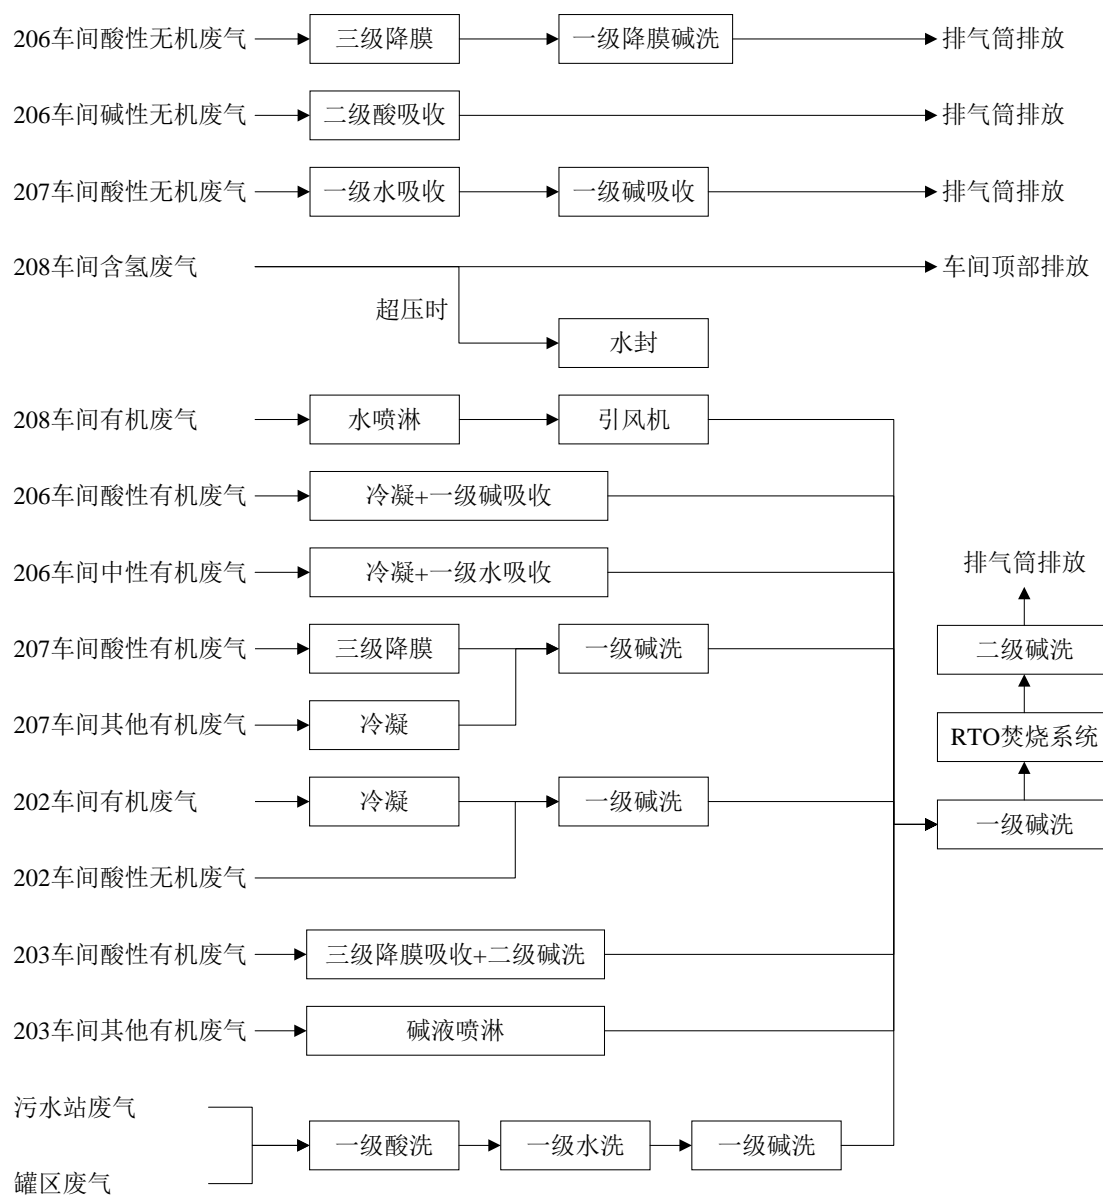 206车间酸性无机废气 三级降膜 一级降膜碱洗 排气筒排放
206车间碱性无机废气 二级酸吸收 排气筒排放
207车间酸性无机废气 一级水吸收 一级碱吸收 排气筒排放
208车间含氢废气 车间顶部排放
超压时
水封
208车间有机废气 水喷淋 引风机
206车间酸性有机废气 冷凝+一级碱吸收
206车间中性有机废气 冷凝+一级水吸收 排气筒排放
207车间酸性有机废气 三级降膜 一级碱洗 二级碱洗
207车间其他有机废气 冷凝 RTO焚烧系统
202车间有机废气 冷凝 一级碱洗
一级碱洗
202车间酸性无机废气
203车间酸性有机废气 三级降膜吸收+二级碱洗
203车间其他有机废气 碱液喷淋
污水站废气
一级酸洗 一级水洗 一级碱洗
罐区废气